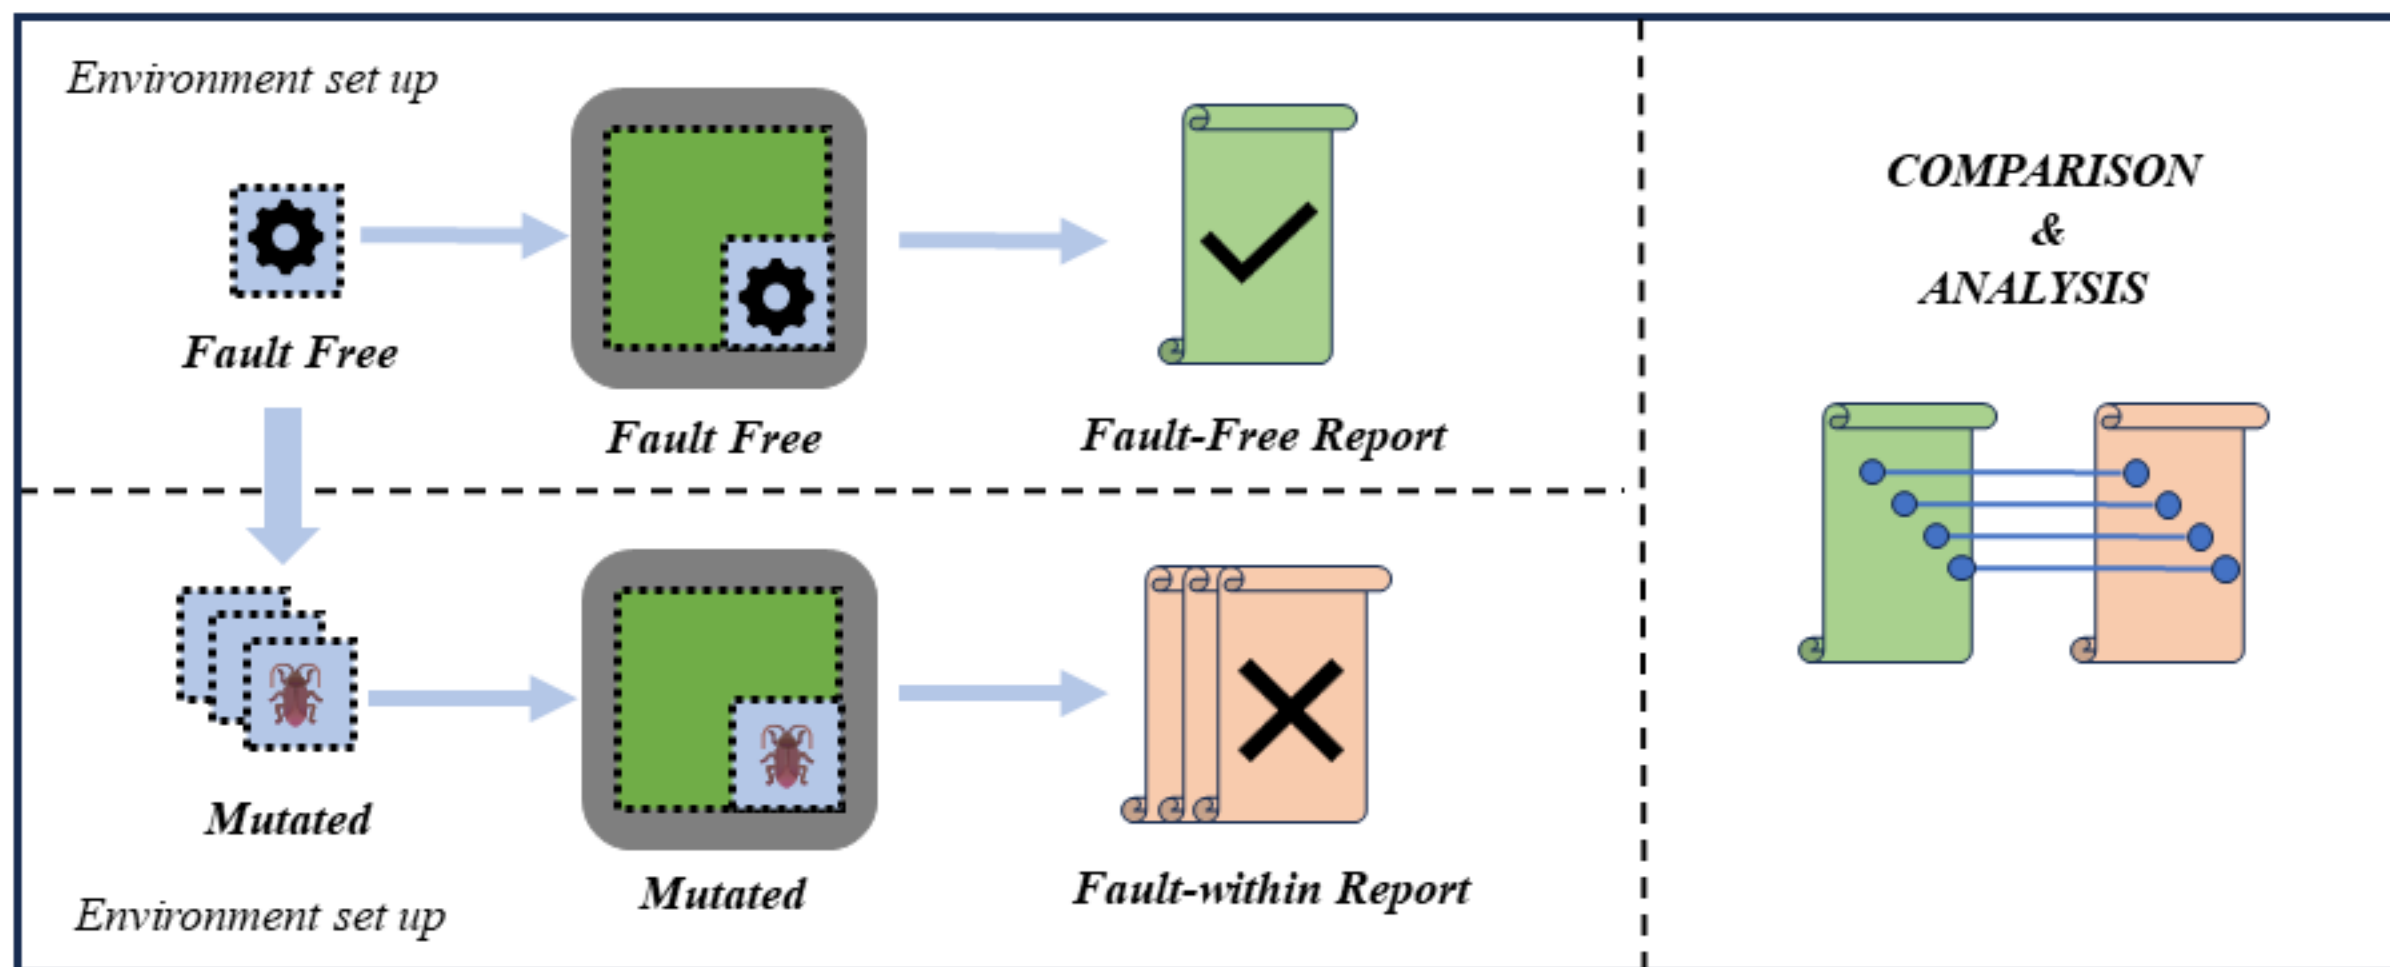 Environment set up
Fault Free
Fault Free
Fault-Free Report
Mutated
Mutated
Fault-within Report
Environment set up
COMPARISON
&
ANALYSIS